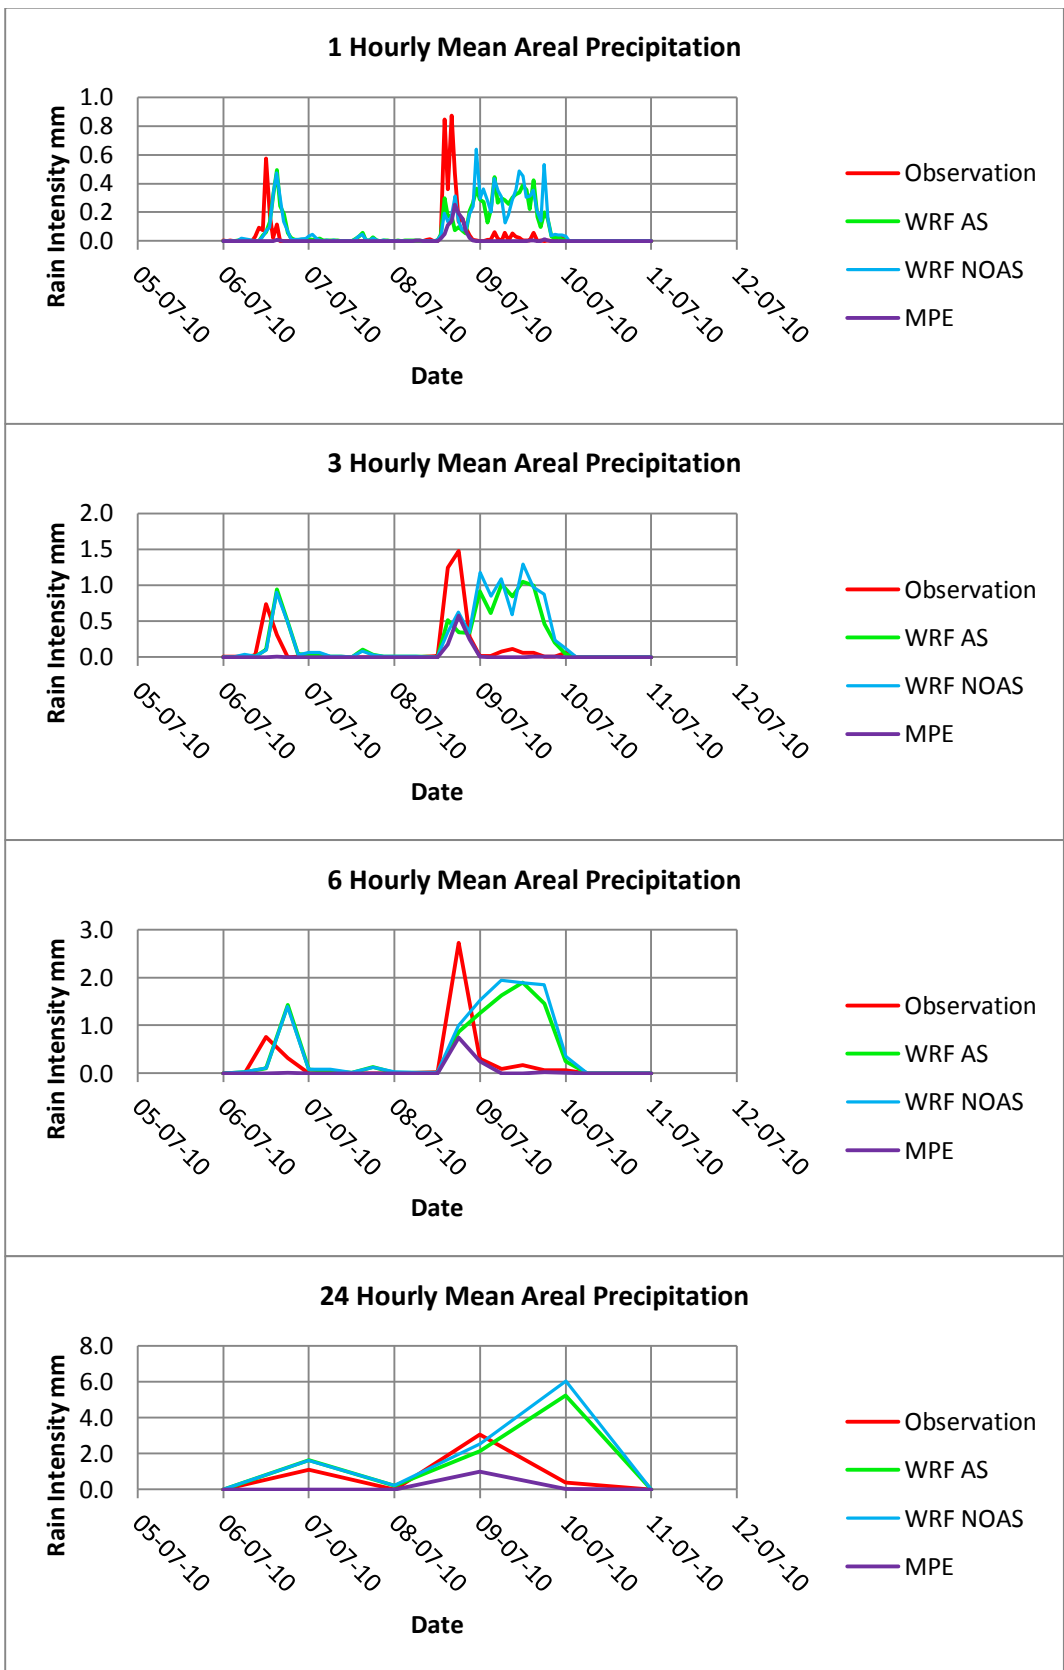 1 Hourly Mean Areal Precipitation
Rain Intensity mm
1.0
0.8
0.6
0.4
0.2
0.0
05-07-10
06-07-10
07-07-10
08-07-10
09-07-10
10-07-10
11-07-10
12-07-10
Date
Observation
WRF AS
WRF NOAS
MPE
3 Hourly Mean Areal Precipitation
Rain Intensity mm
2.0
1.5
1.0
0.5
0.0
05-07-10
06-07-10
07-07-10
08-07-10
09-07-10
10-07-10
11-07-10
12-07-10
Date
Observation
WRF AS
WRF NOAS
MPE
6 Hourly Mean Areal Precipitation
Rain Intensity mm
3.0
2.0
1.0
0.0
05-07-10
06-07-10
07-07-10
08-07-10
09-07-10
10-07-10
11-07-10
12-07-10
Date
Observation
WRF AS
WRF NOAS
MPE
24 Hourly Mean Areal Precipitation
Rain Intensity mm
8.0
6.0
4.0
2.0
0.0
05-07-10
06-07-10
07-07-10
08-07-10
09-07-10
10-07-10
11-07-10
12-07-10
Date
Observation
WRF AS
WRF NOAS
MPE